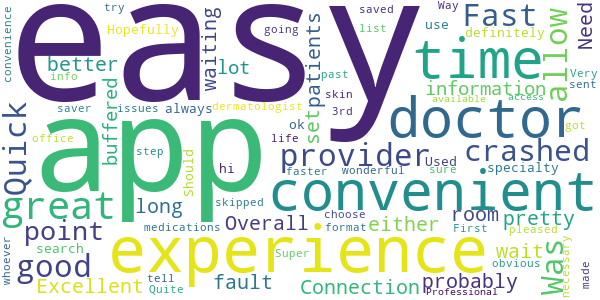 convenience
try
saved
Way
Hopefully
going
list
use
Fast
definitely
Need
easy
better
waiting
lot
patients
past
time
information
allow
Very
sent
info
saver
issues
always
dermatologist
skin
3rd
available
access
Quick
buffered
set
doctor
got
office
step
ok
life
app
Should
hi
provider
Used
sure
crashed
faster
wonderful
specialty
great
long
skipped
convenient
medications
choose
format
room
First
pretty
pleased
point
Overall
either
whoever
search
experience
wait
obvious
Was
necessary
good
Super
Excellent
tell
Quite
fault
Connection
probably
Professional
made